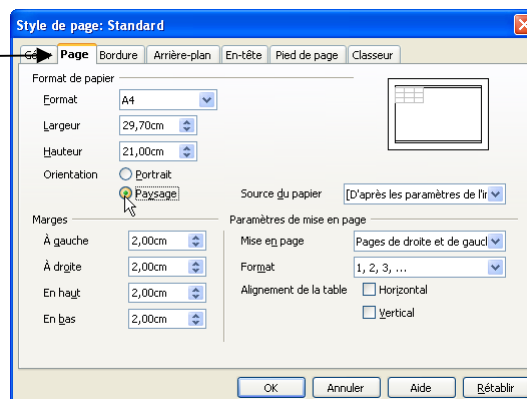 Style de page: Standard
Page Bordure Arrière-plan En-tête Pied de page Classeur
Format de papier
Format A4
Largeur 29,70cm
Hauteur 21,00cm
Orientation Portrait
Paysage Source du papier [D'après les paramètres de l'ir
Marges Paramètres de mise en page
À gauche 2,00cm Mise en page Pages de droite et de gaucl
À droite 2,00cm Format 1, 2, 3, ...
En haut 2,00cm Alignement de la table Horizontal
En bas 2,00cm Vertical
OK Annuler Aide Rétablir